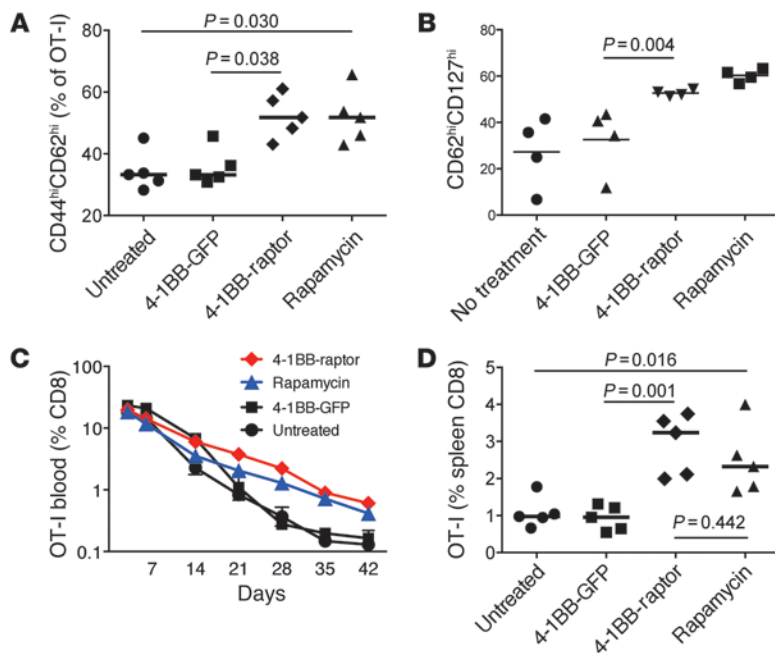 A
P = 0.030
P = 0.038
CD44hiCD62hi (% of OT-I)
80
60
40
20
Untreated
4-1BB-GFP
4-1BB-raptor
Rapamycin
B
P = 0.004
CD62hiCD127hi
80
60
40
20
0
No treatment
4-1BB-GFP
4-1BB-raptor
Rapamycin
C
4-1BB-raptor
Rapamycin
4-1BB-GFP
Untreated
OT-I blood (% CD8)
100
10
1
0.1
7 14 21 28 35 42
Days
D
P = 0.016
P = 0.001
P = 0.442
OT-I (% spleen CD8)
5
4
3
2
1
0
Untreated
4-1BB-GFP
4-1BB-raptor
Rapamycin